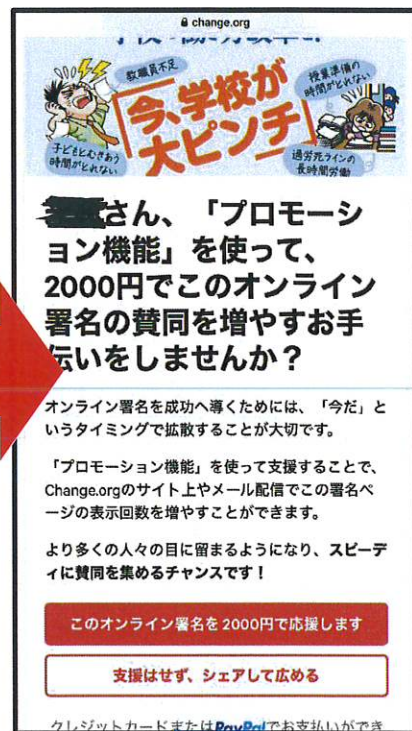 change.org
教職員不足
授業準備の
時間がとれない
今、学校が
大ピンチ
子どもとむきあう
時間がとれない
過労死ラインの
長時間労働
さん、「プロモーシ
ョン機能」を使って、
2000円でこのオンライン
署名の賛同を増やすお手
伝いをしませんか？
オンライン署名を成功へ導くためには、「今だ」と
いうタイミングで拡散することが大切です。
「プロモーション機能」を使って支援することで、
Change.orgのサイト上やメール配信でこの署名ペ
ージの表示回数を増やすことができます。
より多くの人々の目に留まるようになり、スピーデ
ィに賛同を集めるチャンスです！
このオンライン署名を2000円で応援します
支援はせず、シェアして広める
クレジットカードまたはPayPalでお支払いができ